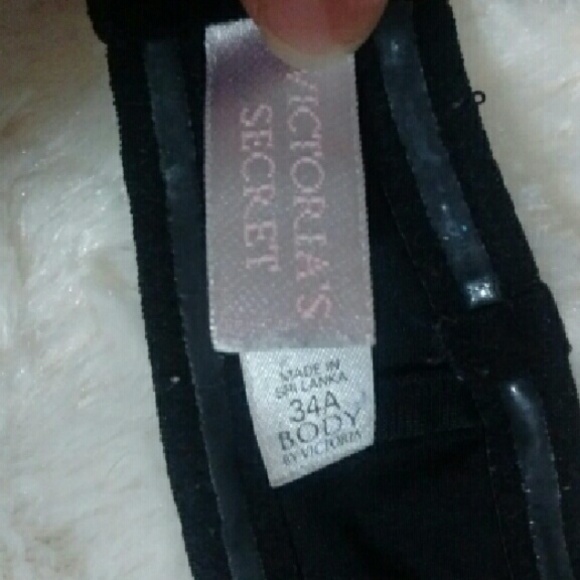 VICTORIA'S
SECRET
MADE IN
SRI LANKA
34A
BODY
BY VICTORIA